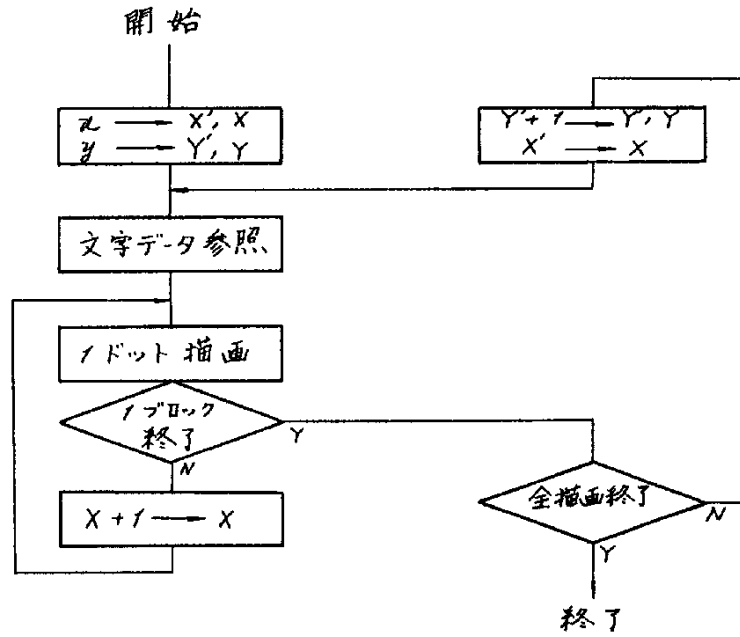 開始
x → X', X
y → Y', Y
Y'+1 → Y', Y
X' → X
文字データ参照
1ドット描画
1ブロック
終了
Y
N
X+1 → X
全描画終了
N
Y
終了